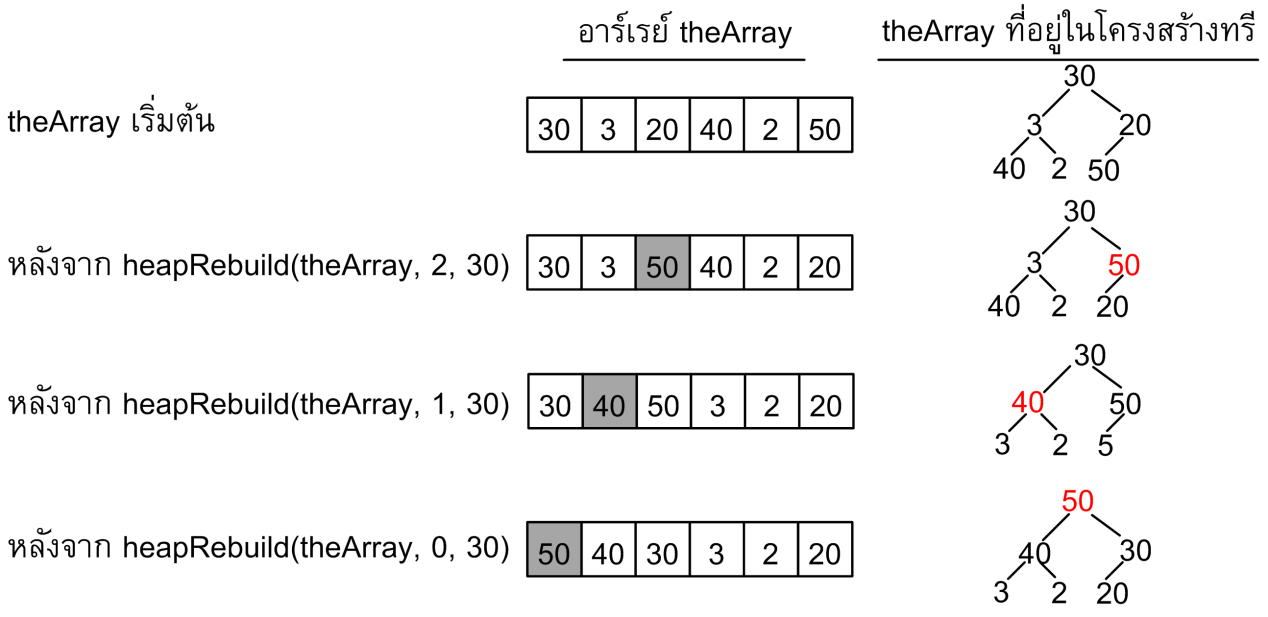 อาร์เรย์ theArray theArray ที่อยู่ในโครงสร้างทรี
theArray เริ่มต้น
30 3 20 40 2 50
30
3 20
40 2 50
หลังจาก heapRebuild(theArray, 2, 30)
30 3 50 40 2 20
30
3 50
40 2 20
หลังจาก heapRebuild(theArray, 1, 30)
30 40 50 3 2 20
30
40 50
3 2 5
หลังจาก heapRebuild(theArray, 0, 30)
50 40 30 3 2 20
50
40 30
3 2 20